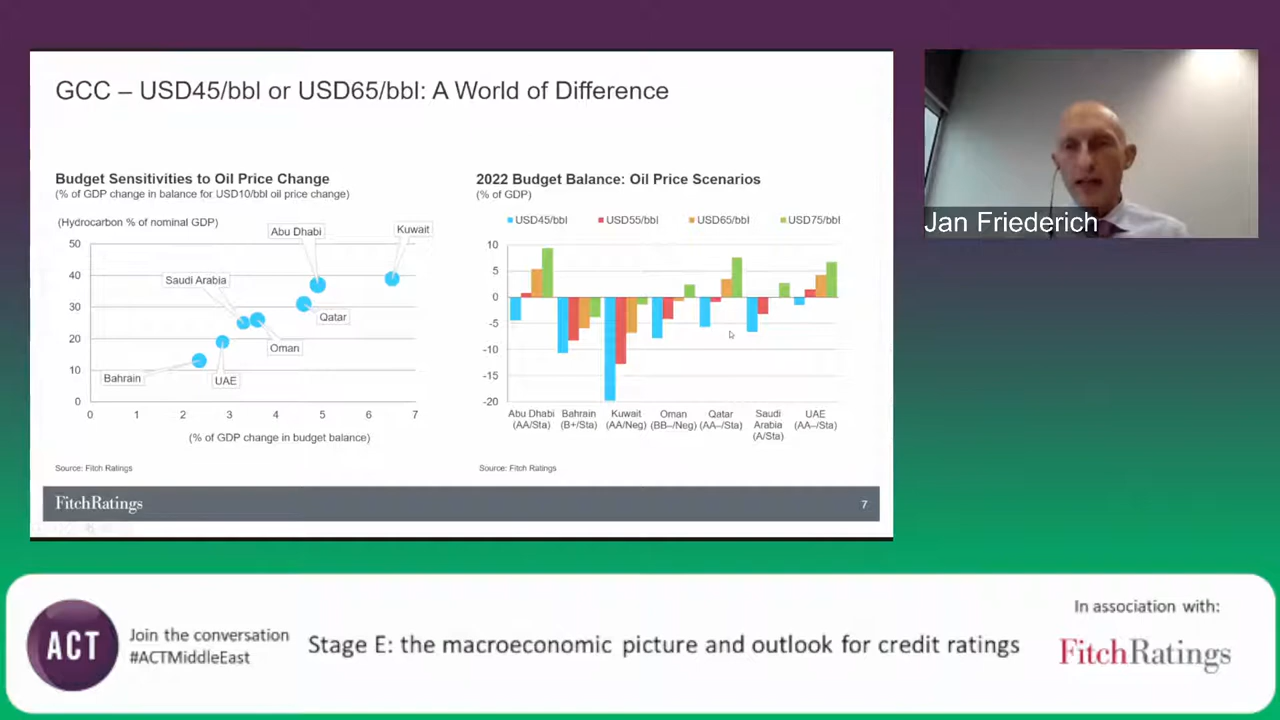 GCC – USD45/bbl or USD65/bbl: A World of Difference
Budget Sensitivities to Oil Price Change
(% of GDP change in balance for USD10/bbl oil price change)
(Hydrocarbon % of nominal GDP)
50
40
30
20
10
0
0 1 2 3 4 5 6 7
Abu Dhabi
Kuwait
Saudi Arabia
Qatar
Oman
Bahrain
UAE
(% of GDP change in budget balance)
Source: Fitch Ratings
2022 Budget Balance: Oil Price Scenarios
(% of GDP)
USD45/bbl USD55/bbl USD65/bbl USD75/bbl
10
5
0
-5
-10
-15
-20
Abu Dhabi Bahrain Kuwait Oman Qatar Saudi UAE
(AA/Sta) (B+/Sta) (AA/Neg) (BB–/Neg) (AA–/Sta) Arabia (AA–/Sta)
(A/Sta)
Source: Fitch Ratings
FitchRatings
7
Jan Friederich
ACT
Join the conversation
#ACTMiddleEast
Stage E: the macroeconomic picture and outlook for credit ratings
In association with:
FitchRatings